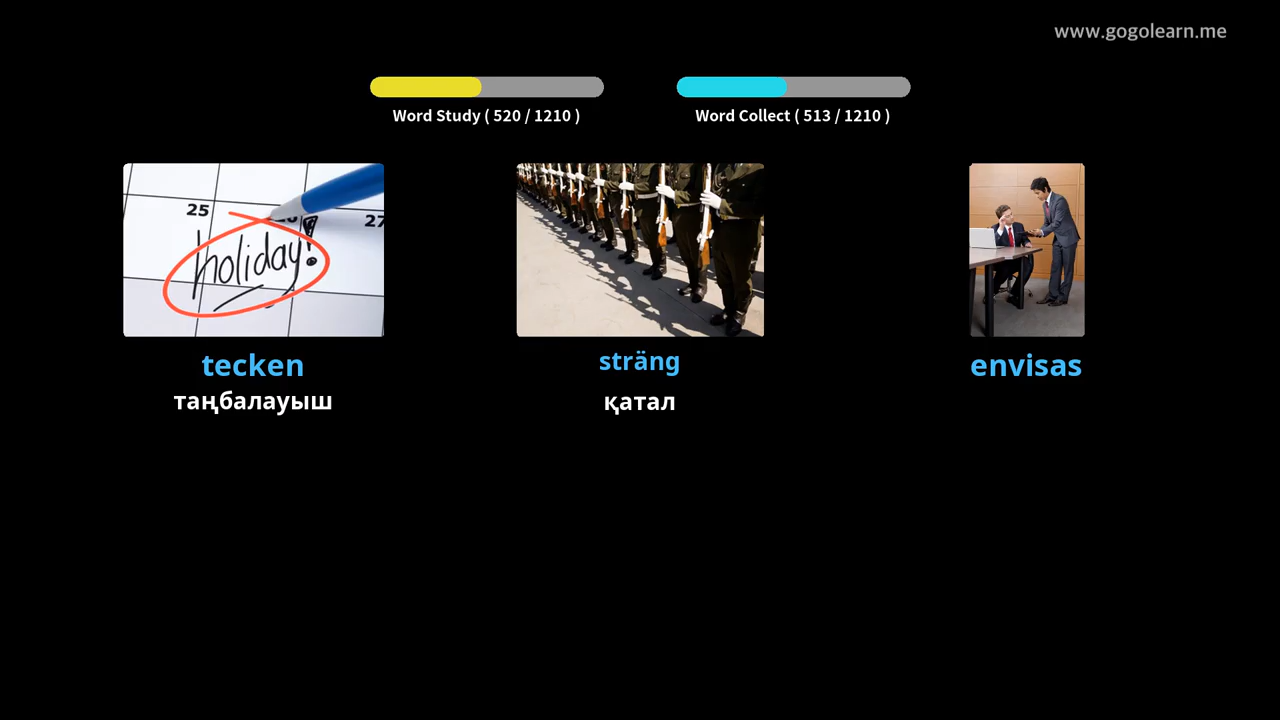 www.gogolearn.me
Word Study ( 520 / 1210 )
Word Collect ( 513 / 1210 )
25
27
holiday!
tecken
таңбалауыш
sträng
қатал
envisas